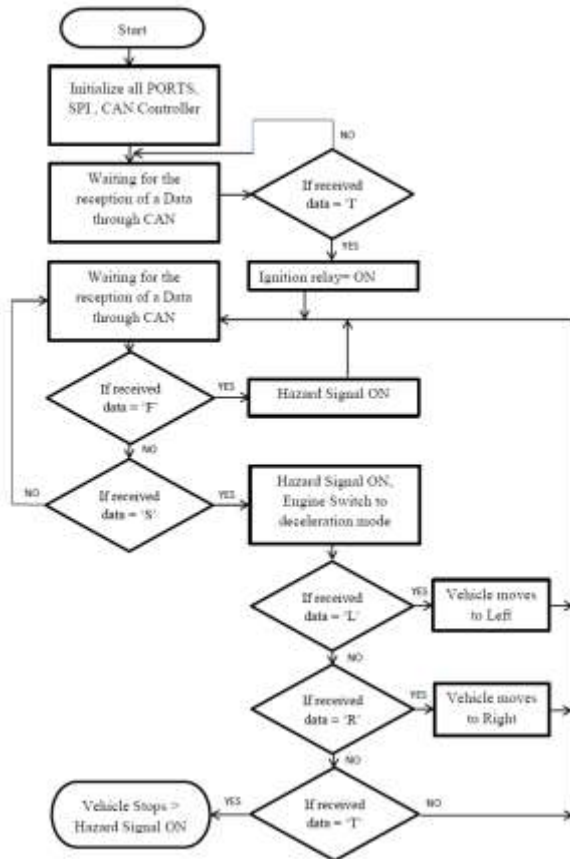 Start
Initialize all PORTS,
SPI, CAN Controller
NO
Waiting for the
reception of a Data
through CAN
If received
data = 'I'
YES
Ignition relay= ON
Waiting for the
reception of a Data
through CAN
If received
data = 'F'
YES
Hazard Signal ON
NO
If received
data = 'S'
NO
YES
Hazard Signal ON,
Engine Switch to
deceleration mode
If received
data = 'L'
YES
Vehicle moves
to Left
NO
If received
data = 'R'
YES
Vehicle moves
to Right
NO
If received
data = 'T'
YES
NO
Vehicle Stops >
Hazard Signal ON